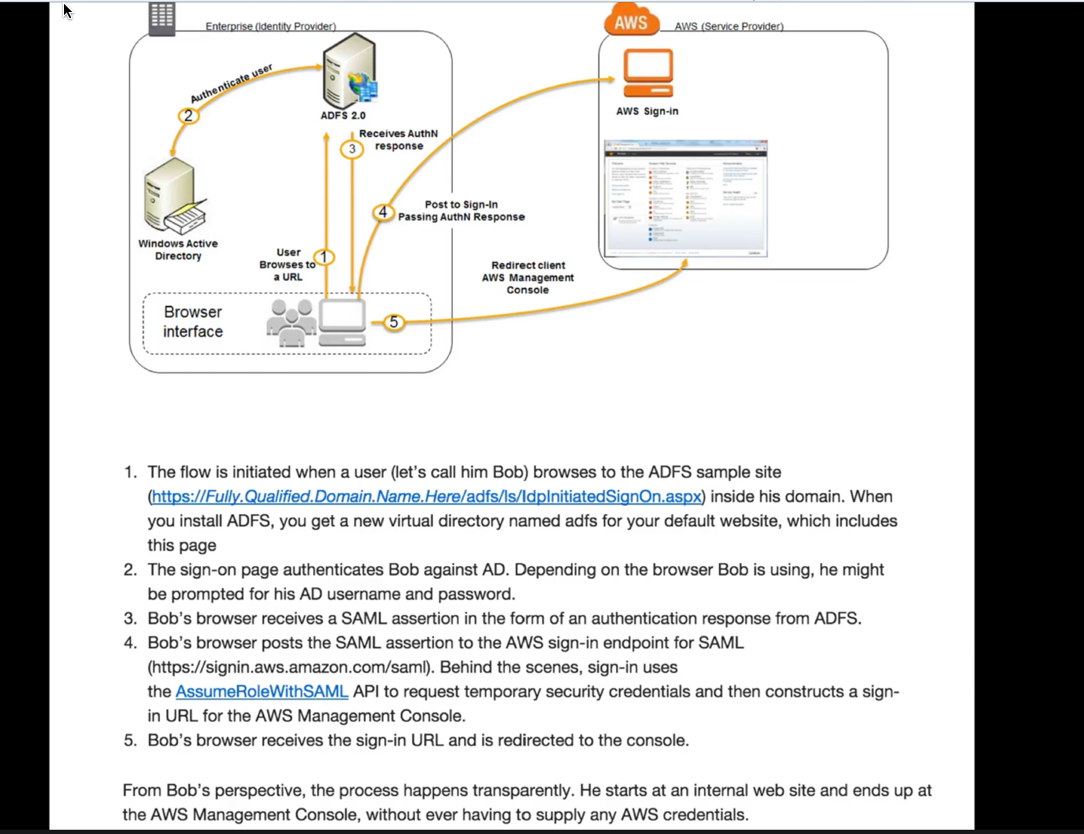 Enterprise (Identity Provider)
AWS
AWS (Service Provider)
Authenticate user
2
ADFS 2.0
AWS Sign-in
Receives AuthN
response
3
Post to Sign-In
Passing AuthN Response
4
Windows Active
Directory
User
Browses to
a URL
1
Redirect client
AWS Management
Console
Browser
interface
5
1. The flow is initiated when a user (let's call him Bob) browses to the ADFS sample site
(https://Fully.Qualified.Domain.Name.Here/adfs/ls/IdpInitiatedSignOn.aspx) inside his domain. When
you install ADFS, you get a new virtual directory named adfs for your default website, which includes
this page
2. The sign-on page authenticates Bob against AD. Depending on the browser Bob is using, he might
be prompted for his AD username and password.
3. Bob's browser receives a SAML assertion in the form of an authentication response from ADFS.
4. Bob's browser posts the SAML assertion to the AWS sign-in endpoint for SAML
(https://signin.aws.amazon.com/saml). Behind the scenes, sign-in uses
the AssumeRoleWithSAML API to request temporary security credentials and then constructs a sign-
in URL for the AWS Management Console.
5. Bob's browser receives the sign-in URL and is redirected to the console.
From Bob's perspective, the process happens transparently. He starts at an internal web site and ends up at
the AWS Management Console, without ever having to supply any AWS credentials.